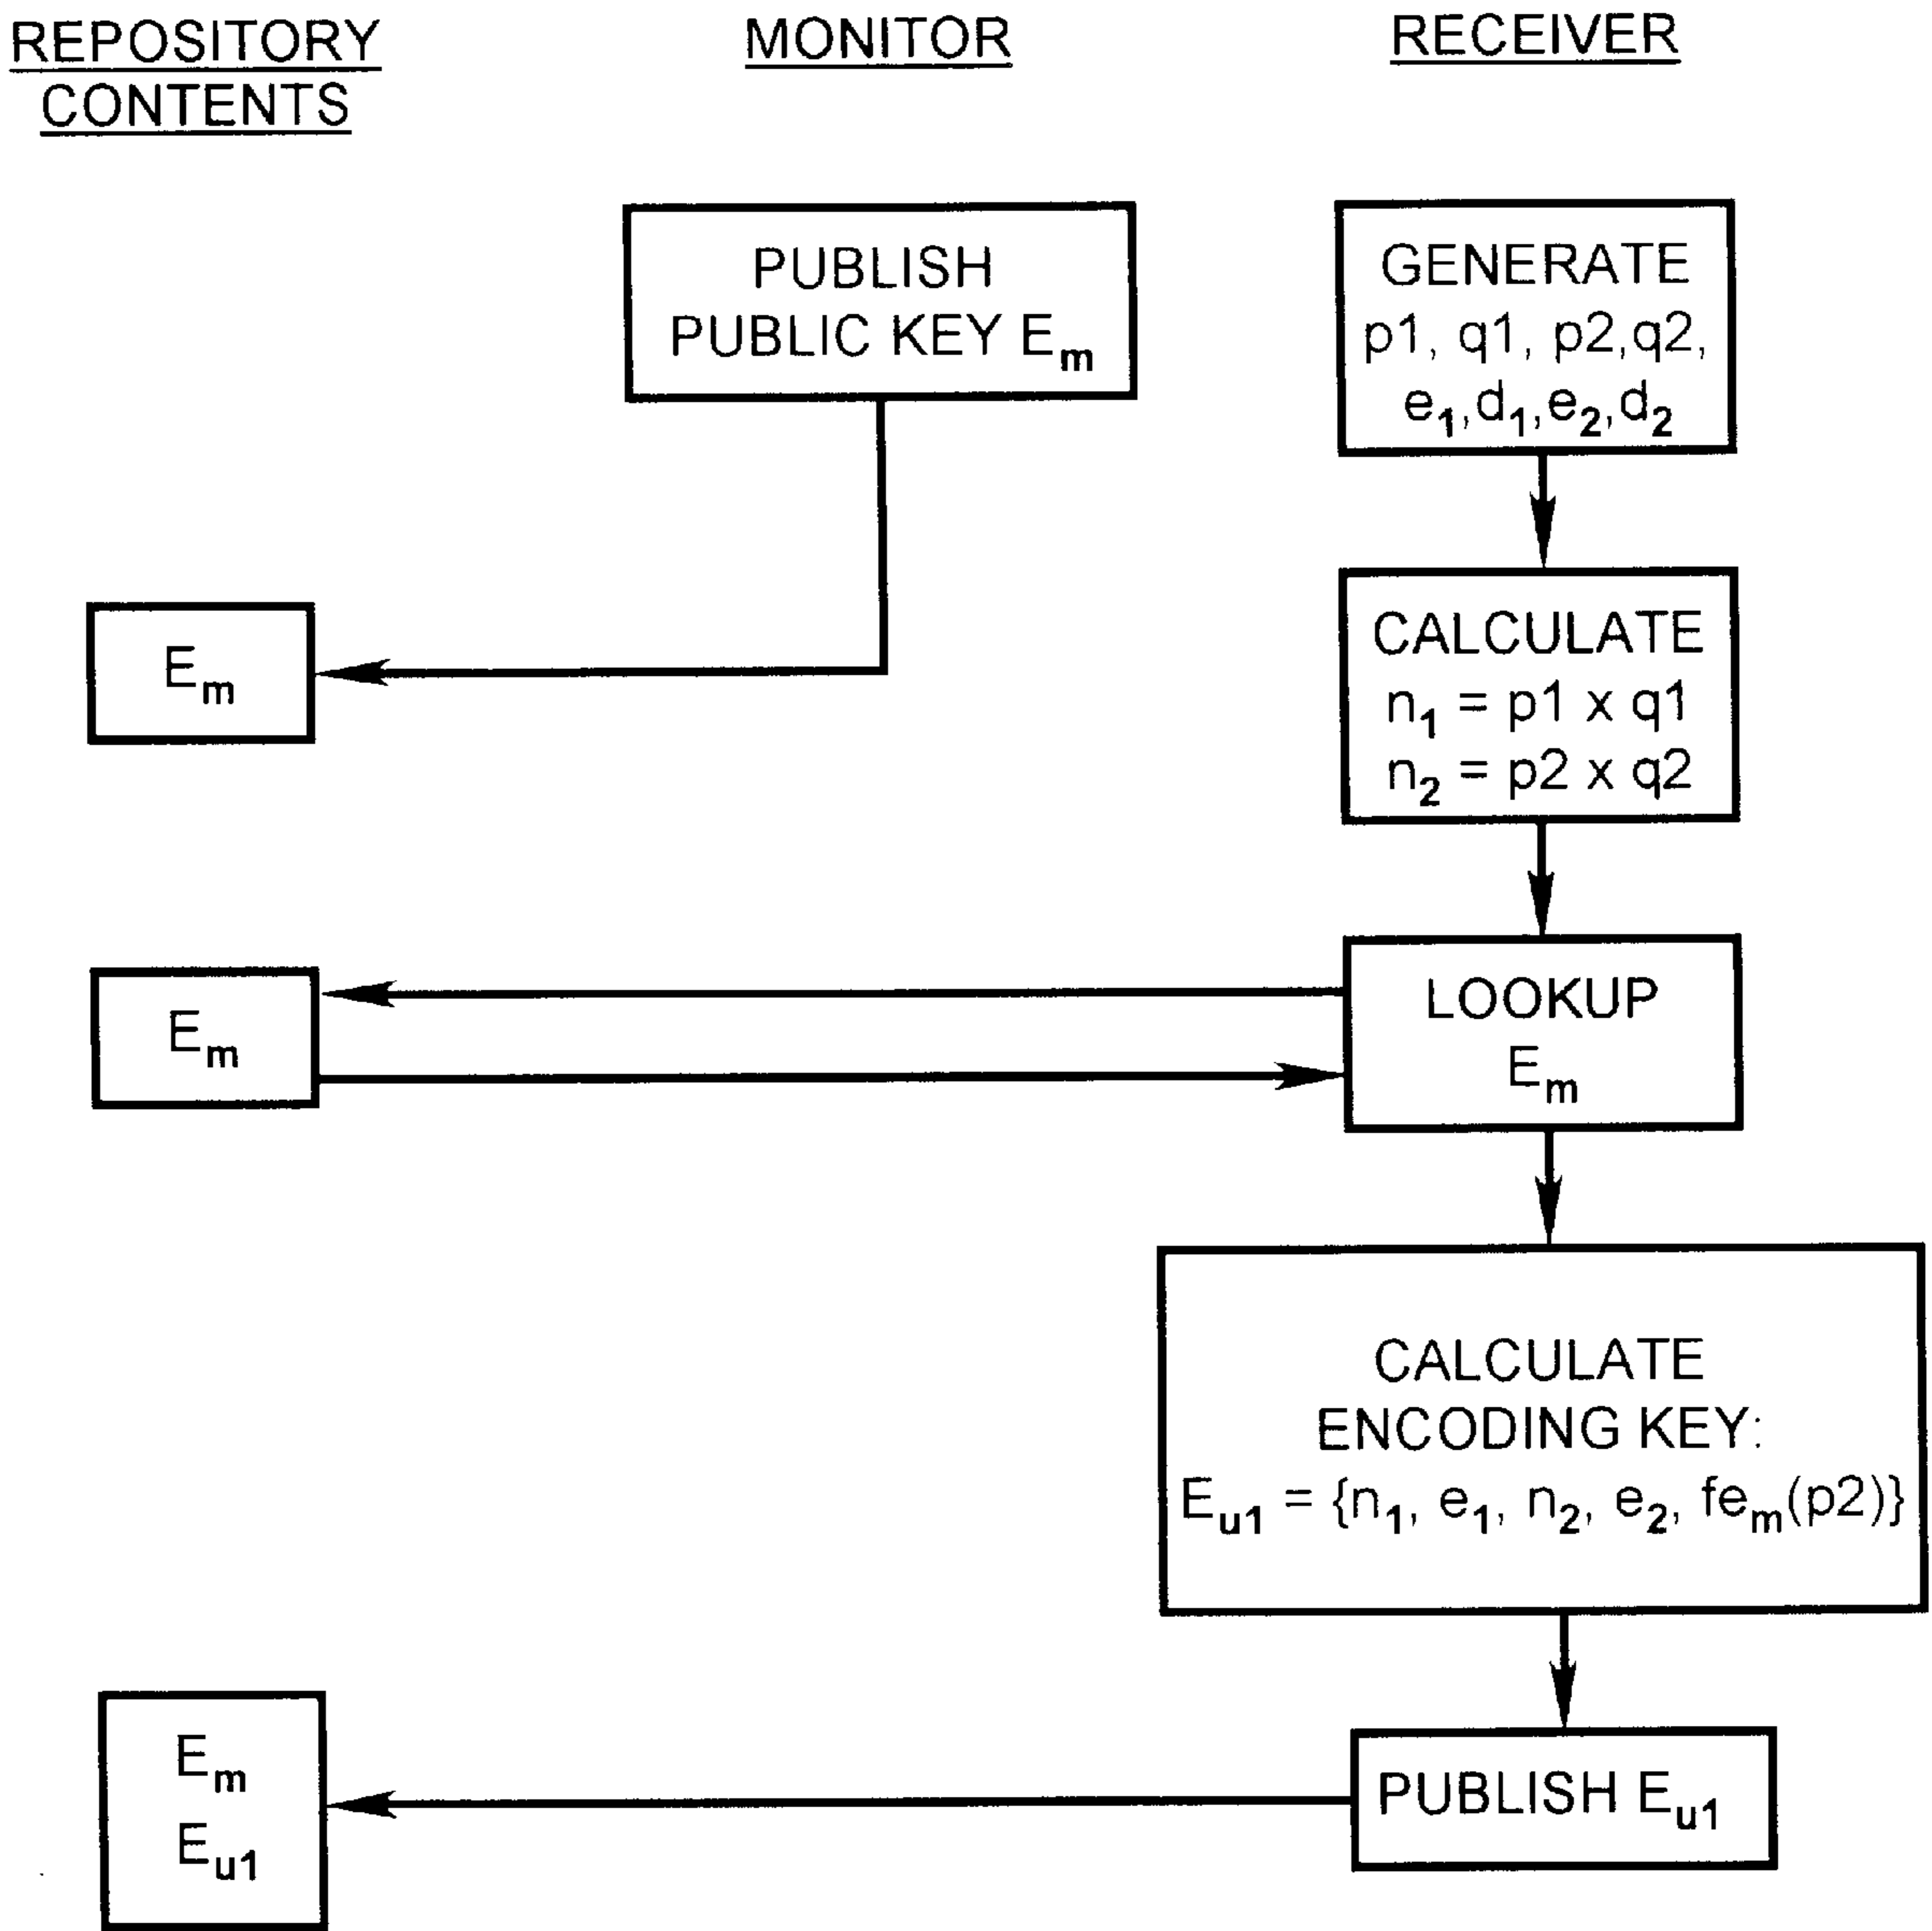 REPOSITORY
CONTENTS
MONITOR
RECEIVER
PUBLISH
PUBLIC KEY Eₘ
GENERATE
p1, q1, p2,q2,
e₁,d₁,e₂,d₂
Eₘ
CALCULATE
n₁ = p1 x q1
n₂ = p2 x q2
Eₘ
LOOKUP
Eₘ
CALCULATE
ENCODING KEY:
Eᵤ₁ = {n₁, e₁, n₂, e₂, feₘ(p2)}
Eₘ
Eᵤ₁
PUBLISH Eᵤ₁